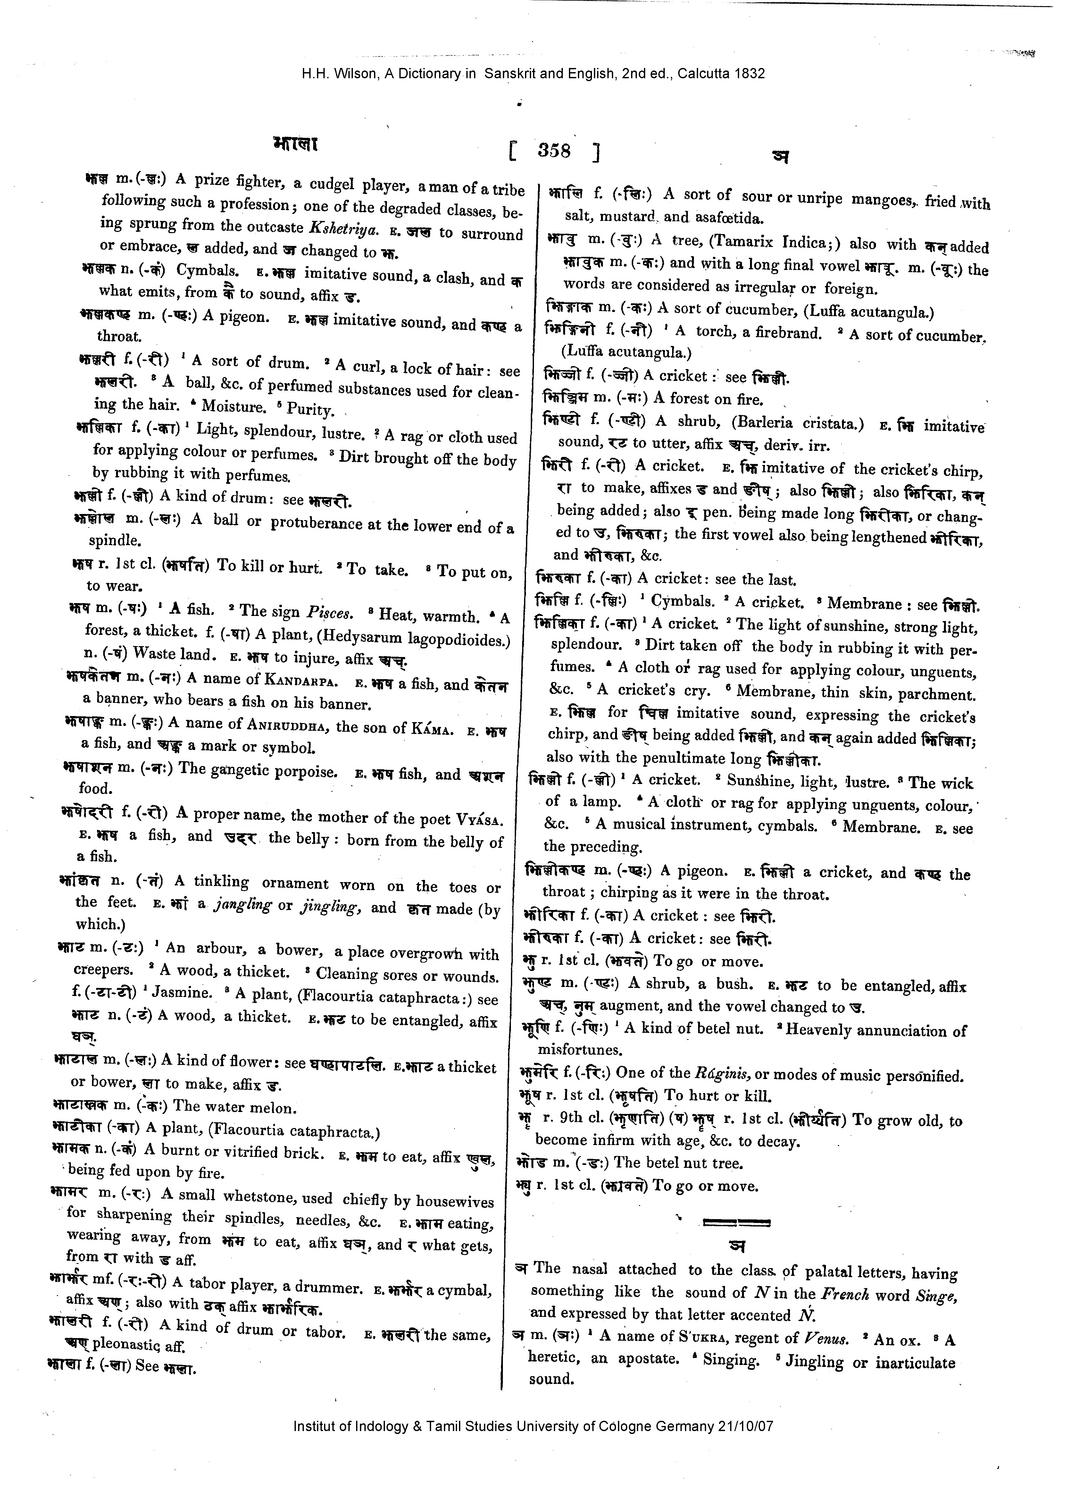 H.H. Wilson, A Dictionary in Sanskrit and English, 2nd ed., Calcutta 1832
झाला
[ 358 ]
ञ
झल्ल m. (-ल्लः) A prize fighter, a cudgel player, a man of a tribe
following such a profession; one of the degraded classes, be-
ing sprung from the outcaste Kshetriya. E. जल to surround
or embrace, ल added, and ज changed to झ.
झल्लक n. (-कं) Cymbals. E. झल्ल imitative sound, a clash, and क
what emits, from कै to sound, affix ड.
झल्लकण्ठ m. (-ण्ठः) A pigeon. E. झल्ल imitative sound, and कण्ठ a
throat.
झल्लरी f. (-री) ¹ A sort of drum. ² A curl, a lock of hair: see
झलरी. ³ A ball, &c. of perfumed substances used for clean-
ing the hair. ⁴ Moisture. ⁵ Purity.
झल्लिका f. (-का) ¹ Light, splendour, lustre. ² A rag or cloth used
for applying colour or perfumes. ³ Dirt brought off the body
by rubbing it with perfumes.
झल्ली f. (-ल्ली) A kind of drum: see झलरी.
झल्लोल m. (-लः) A ball or protuberance at the lower end of a
spindle.
झष r. 1st cl. (झर्षति) To kill or hurt. ² To take. ³ To put on,
to wear.
झष m. (-षः) ¹ A fish. ² The sign Pisces. ³ Heat, warmth. ⁴ A
forest, a thicket. f. (-षा) A plant, (Hedysarum lagopodioides.)
n. (-षं) Waste land. E. झष to injure, affix अच्.
झषकेतन m. (-नः) A name of KANDARPA. E. झष a fish, and केतन
a banner, who bears a fish on his banner.
झषाङ्क m. (-ङ्कः) A name of ANIRUDDHA, the son of KÁMA. E. झष
a fish, and अङ्क a mark or symbol.
झषाशन m. (-नः) The gangetic porpoise. E. झष fish, and अशन
food.
झषोदरी f. (-री) A proper name, the mother of the poet VYÁSA.
E. झष a fish, and उदर the belly : born from the belly of
a fish.
झांकृत n. (-तं) A tinkling ornament worn on the toes or
the feet. E. झां a jangling or jingling, and कृत made (by
which.)
झाट m. (-टः) ¹ An arbour, a bower, a place overgrowth with
creepers. ² A wood, a thicket. ³ Cleaning sores or wounds.
f. (-टा-टी) ¹ Jasmine. ² A plant, (Flacourtia cataphracta:) see
झाट n. (-टं) A wood, a thicket. E. झट to be entangled, affix
घञ्.
झाटाल m. (-लः) A kind of flower: see घण्टापाटलि. E. झाट a thicket
or bower, ला to make, affix ड.
m. (-कः) The water melon.
झाटीका (-का) A plant, (Flacourtia cataphracta.)
झामक n. (-कं) A burnt or vitrified brick. E. झम to eat, affix ण्वुल्,
being fed upon by fire.
झामर m. (-रः) A small whetstone, used chiefly by housewives
for sharpening their spindles, needles, &c. E. झाम eating,
wearing away, from झम to eat, affix घञ्, and र what gets,
from रा with ड aff.
झार्झर mf. (-रः-री) A tabor player, a drummer. E. झर्झर a cymbal,
affix अण्; also with ठक् affix झार्झरिक.
झालरी f. (-री) A kind of drum or tabor. E. झलरी the same,
अण् pleonastic aff.
झाला f. (-ला) See झला.
झालि f. (-लिः) A sort of sour or unripe mangoes, fried with
salt, mustard and asafœtida.
झावु m. (-वुः) A tree, (Tamarix Indica;) also with कन् added
झावुक m. (-कः) and with a long final vowel झावू. m. (-वूः) the
words are considered as irregular or foreign.
झिङ्गाक m. (-कः) A sort of cucumber, (Luffa acutangula.)
झिङ्गिनी f. (-नी) ¹ A torch, a firebrand. ² A sort of cucumber,
(Luffa acutangula.)
झिज्जी f. (-ज्जी) A cricket : see झिल्ली.
झिञ्झिम m. (-मः) A forest on fire.
झिण्टी f. (-ण्टी) A shrub, (Barleria cristata.) E. झि imitative
sound, रट to utter, affix अच्, deriv. irr.
झिरी f. (-री) A cricket. E. झि imitative of the cricket's chirp,
रा to make, affixes ड and ङीष्; also झिल्ली; also झिरिका, कन्
being added; also इ pen. being made long झिरीका, or chang-
ed to उ, झिरुका; the first vowel also being lengthened झीरिका,
and झीरुका, &c.
झिरुका f. (-का) A cricket: see the last.
झिल्लि f. (-ल्लिः) ¹ Cymbals. ² A cricket. ³ Membrane : see झिल्ली.
झिल्लिका f. (-का) ¹ A cricket. ² The light of sunshine, strong light,
splendour. ³ Dirt taken off the body in rubbing it with per-
fumes. ⁴ A cloth or rag used for applying colour, unguents,
&c. ⁵ A cricket's cry. ⁶ Membrane, thin skin, parchment.
E. झिल्ल for चिल्ल imitative sound, expressing the cricket's
chirp, and ङीष् being added झिल्ली, and कन् again added झिल्लिका;
also with the penultimate long झिल्लीका.
झिल्ली f. (-ल्ली) ¹ A cricket. ² Sunshine, light, lustre. ³ The wick
of a lamp. ⁴ A cloth or rag for applying unguents, colour,
&c. ⁵ A musical instrument, cymbals. ⁶ Membrane. E. see
the preceding.
झिल्लीकण्ठ m. (-ण्ठः) A pigeon. E. झिल्ली a cricket, and कण्ठ the
throat ; chirping as it were in the throat.
झीरिका f. (-का) A cricket : see झिरी.
झीरुका f. (-का) A cricket : see झिरी.
झु r. 1st cl. (झवते) To go or move.
झुण्ट m. (-ण्टः) A shrub, a bush. E. झट to be entangled, affix
अच्, नुम् augment, and the vowel changed to उ.
झूणि f. (-णिः) ¹ A kind of betel nut. ² Heavenly annunciation of
misfortunes.
झुमरि f. (-रिः) One of the Ráginis, or modes of music personified.
झूष r. 1st cl. (झूषति) To hurt or kill.
झॄ r. 9th cl. (झृणाति) (ष) झॄष r. 1st cl. (झीर्य्यति) To grow old, to
become infirm with age, &c. to decay.
झोड m. (-डः) The betel nut tree.
झ्यु r. 1st cl. (झ्यवते) To go or move.
ञ
ञ The nasal attached to the class of palatal letters, having
something like the sound of N in the French word Singe,
and expressed by that letter accented Ń.
ञ m. (ञः) ¹ A name of S'UKRA, regent of Venus. ² An ox. ³ A
heretic, an apostate. ⁴ Singing. ⁵ Jingling or inarticulate
sound.
Institut of Indology & Tamil Studies University of Cologne Germany 21/10/07